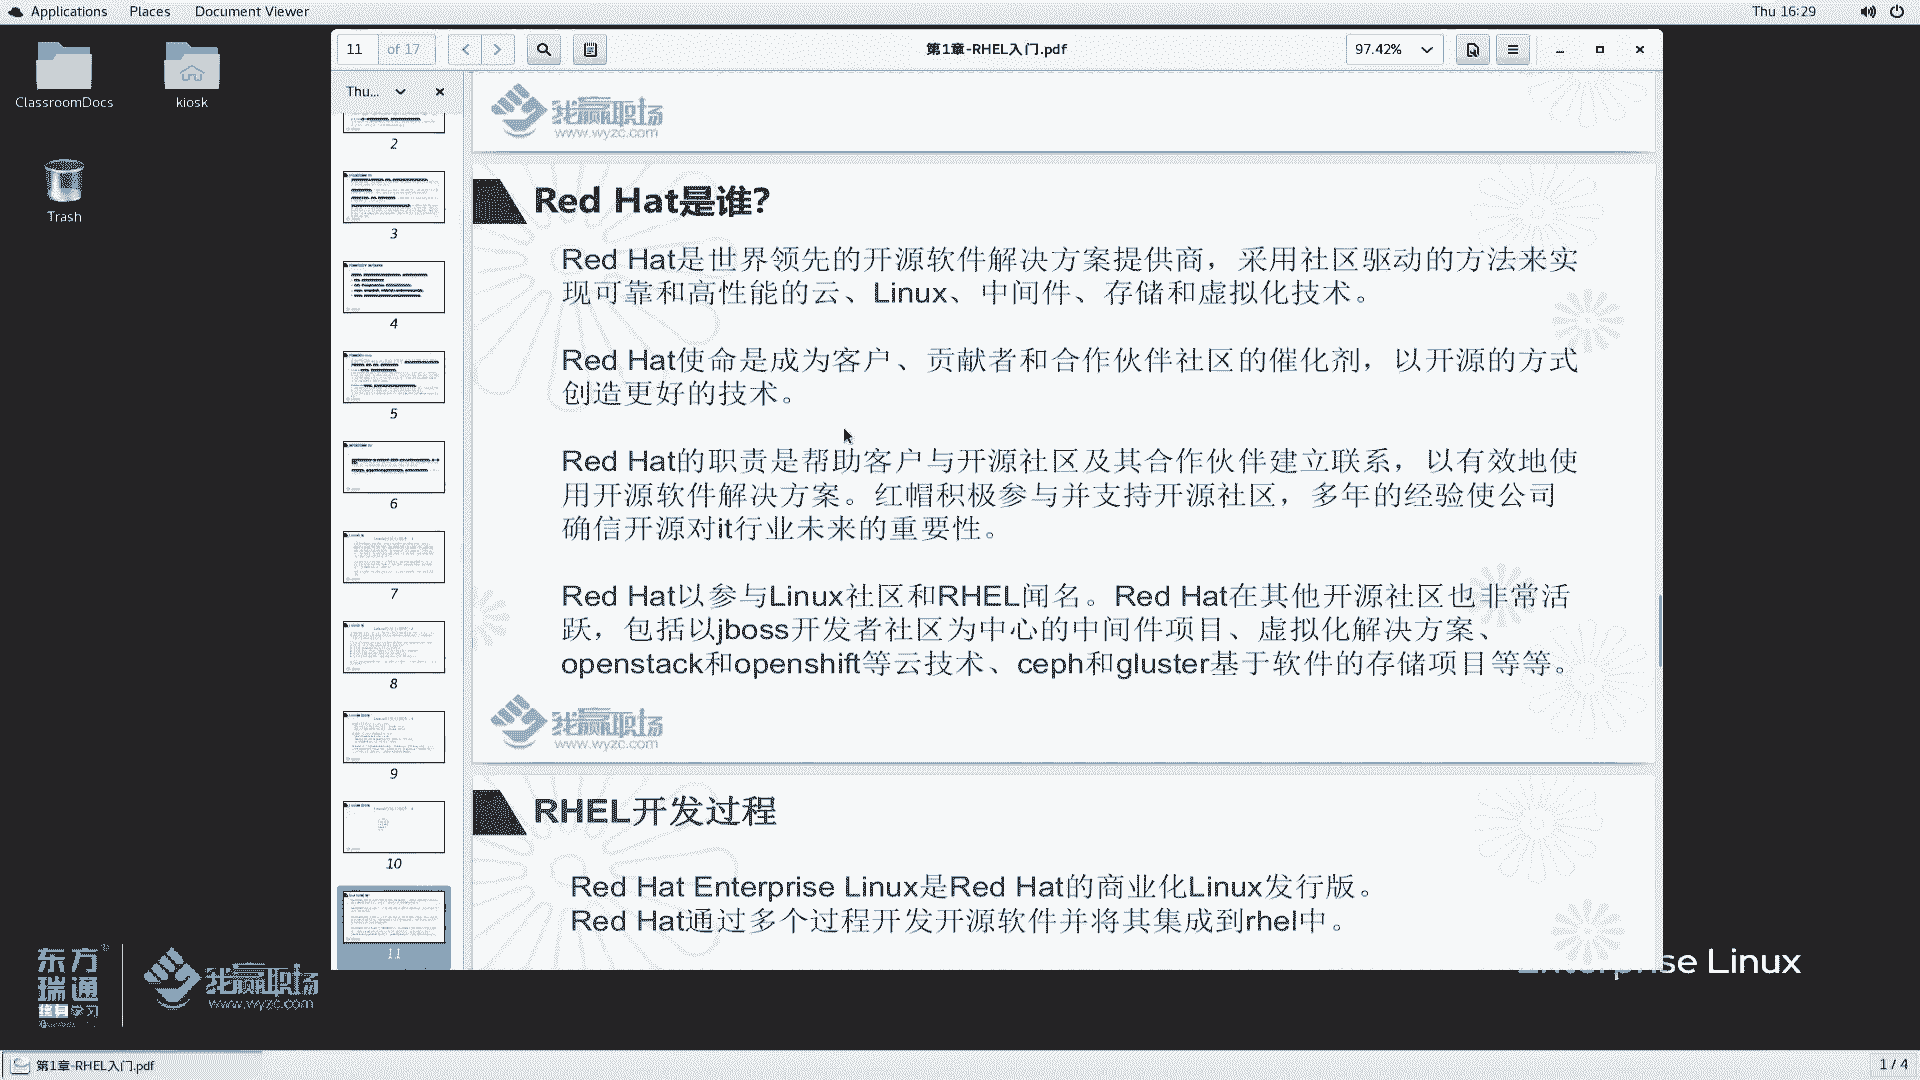 Applications Places Document Viewer Thu 16:29
11 of 17 第1章-RHEL入门.pdf 97.42%
ClassroomDocs
kiosk
Trash
Thu...
2
3
4
5
6
7
8
9
10
11
我赢职场
www.wyzc.com
Red Hat是谁?
Red Hat是世界领先的开源软件解决方案提供商，采用社区驱动的方法来实
现可靠和高性能的云、Linux、中间件、存储和虚拟化技术。
Red Hat使命是成为客户、贡献者和合作伙伴社区的催化剂，以开源的方式
创造更好的技术。
Red Hat的职责是帮助客户与开源社区及其合作伙伴建立联系，以有效地使
用开源软件解决方案。红帽积极参与并支持开源社区，多年的经验使公司
确信开源对it行业未来的重要性。
Red Hat以参与Linux社区和RHEL闻名。Red Hat在其他开源社区也非常活
跃，包括以jboss开发者社区为中心的中间件项目、虚拟化解决方案、
openstack和openshift等云技术、ceph和gluster基于软件的存储项目等等。
我赢职场
www.wyzc.com
RHEL开发过程
Red Hat Enterprise Linux是Red Hat的商业化Linux发行版。
Red Hat通过多个过程开发开源软件并将其集成到rhel中。
Enterprise Linux
东方
瑞通
终身学习
我赢职场
www.wyzc.com
第1章-RHEL入门.pdf
1 / 4